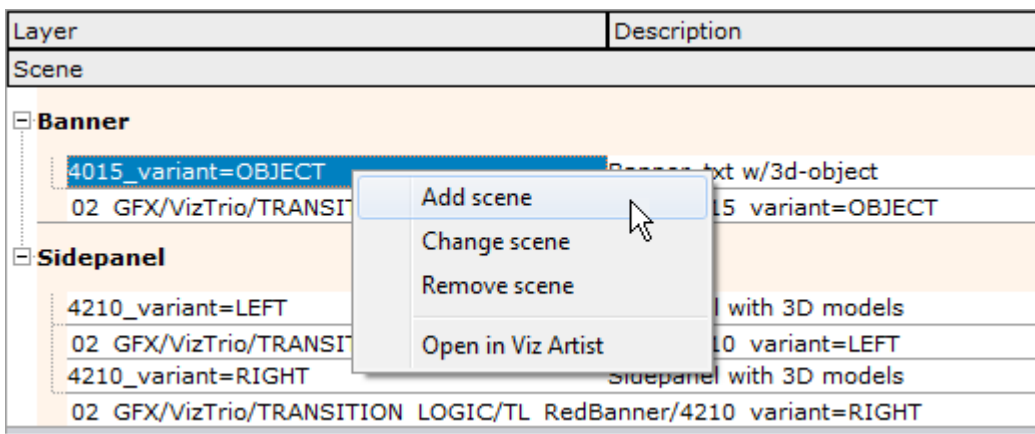 Layer Description
Scene
Banner
4015_variant=OBJECT txt w/3d-object
02 GFX/VizTrio/TRANSIT 15 variant=OBJECT
Add scene
Change scene
Remove scene
Open in Viz Artist
Sidepanel
4210_variant=LEFT l with 3D models
02 GFX/VizTrio/TRANSIT 10 variant=LEFT
4210_variant=RIGHT Sidepanel with 3D models
02 GFX/VizTrio/TRANSITION LOGIC/TL RedBanner/4210 variant=RIGHT